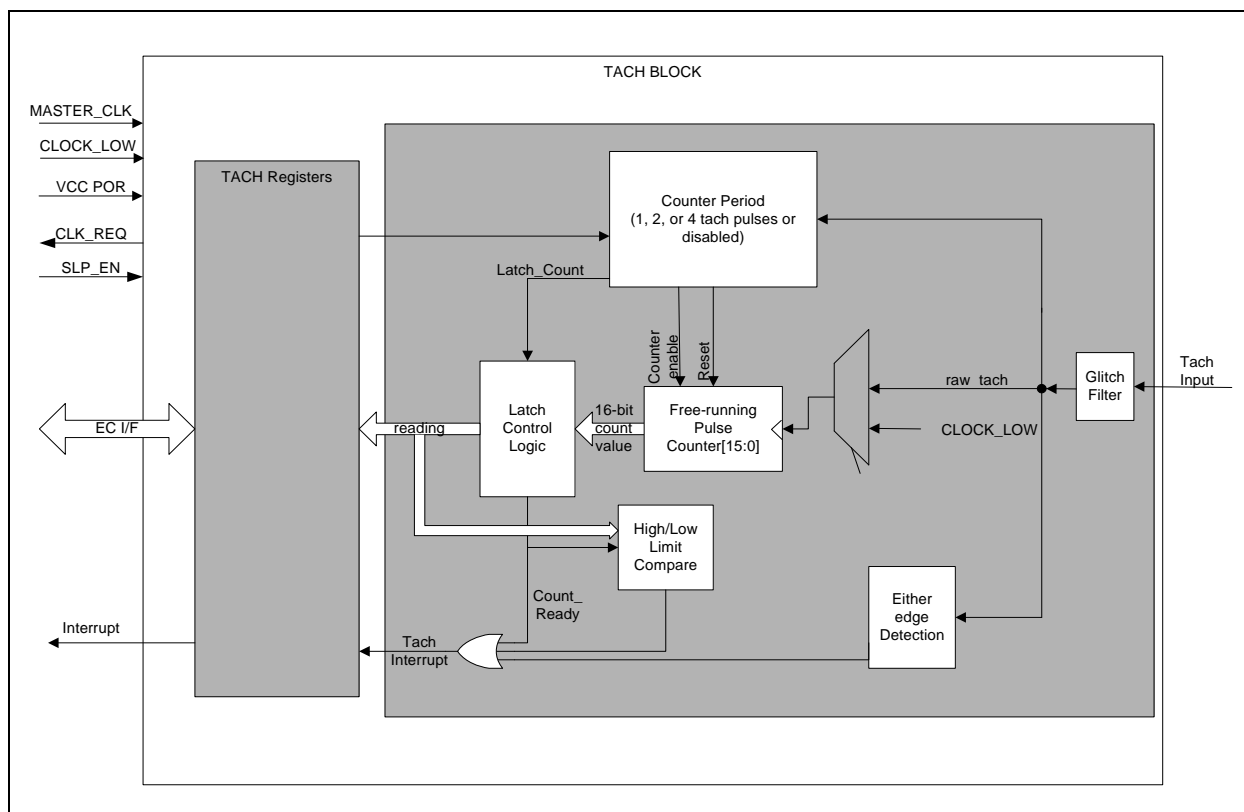 TACH BLOCK
MASTER_CLK
CLOCK_LOW
VCC POR
CLK_REQ
SLP_EN
EC I/F
Interrupt
TACH Registers
Counter Period
(1, 2, or 4 tach pulses or
disabled)
Latch_Count
Counter
enable
Reset
Latch
Control
Logic
reading
16-bit
count
value
Free-running
Pulse
Counter[15:0]
raw_tach
CLOCK_LOW
Glitch
Filter
Tach
Input
High/Low
Limit
Compare
Count_
Ready
Either
edge
Detection
Tach
Interrupt